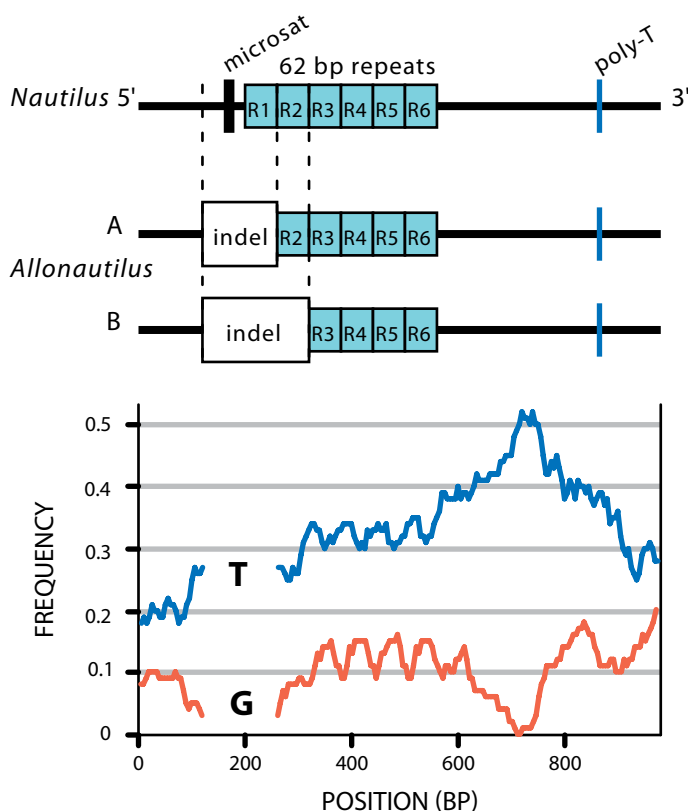 microsat
62 bp repeats
poly-T
Nautilus 5' R1 R2 R3 R4 R5 R6 3'
A indel R2 R3 R4 R5 R6
Allonautilus
B indel R3 R4 R5 R6
0.5
0.4
0.3
0.2
0.1
0
FREQUENCY
T
G
0 200 400 600 800
POSITION (BP)